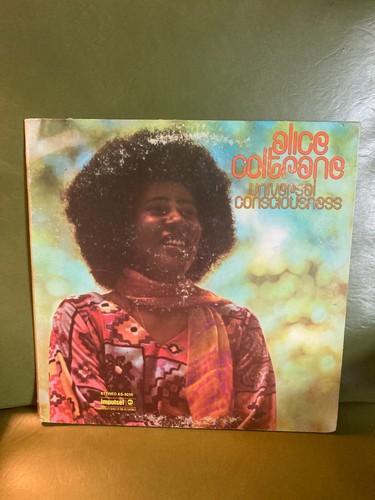 alice
coltrane
universal
consciousness
STEREO AS-9210
impulse!